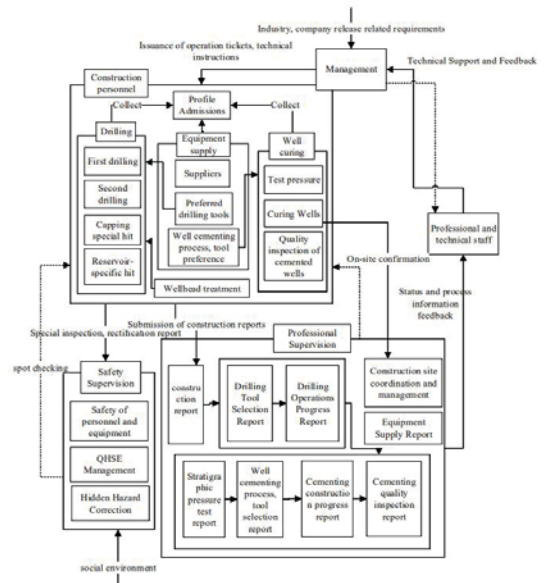 Industry, company release related requirements
Issuance of operation tickets, technical
instructions
Management
Technical Support and Feedback
Construction
personnel
Collect
Profile
Admissions
Collect
Drilling
Equipment
supply
Well
curing
First drilling
Suppliers
Test pressure
Second
drilling
Preferred
drilling tools
Curing Wells
Capping
special hit
Well cementing
process, tool
preference
Quality
inspection of
cemented
wells
Reservoir-
specific hit
Wellhead treatment
Professional and
technical staff
On-site confirmation
Status and process
information
feedback
Special inspection, rectification report
Submission of construction reports
Professional
Supervision
spot checking
Safety
Supervision
Safety of
personnel and
equipment
QHSE
Management
Hidden Hazard
Correction
construction
report
Drilling
Tool
Selection
Report
Drilling
Operations
Progress
Report
Construction site
coordination and
management
Equipment
Supply Report
Stratigra
phic
pressure
test
report
Well
cementing
process,
tool
selection
report
Cementing
constructio
n progress
report
Cementing
quality
inspection
report
social environment